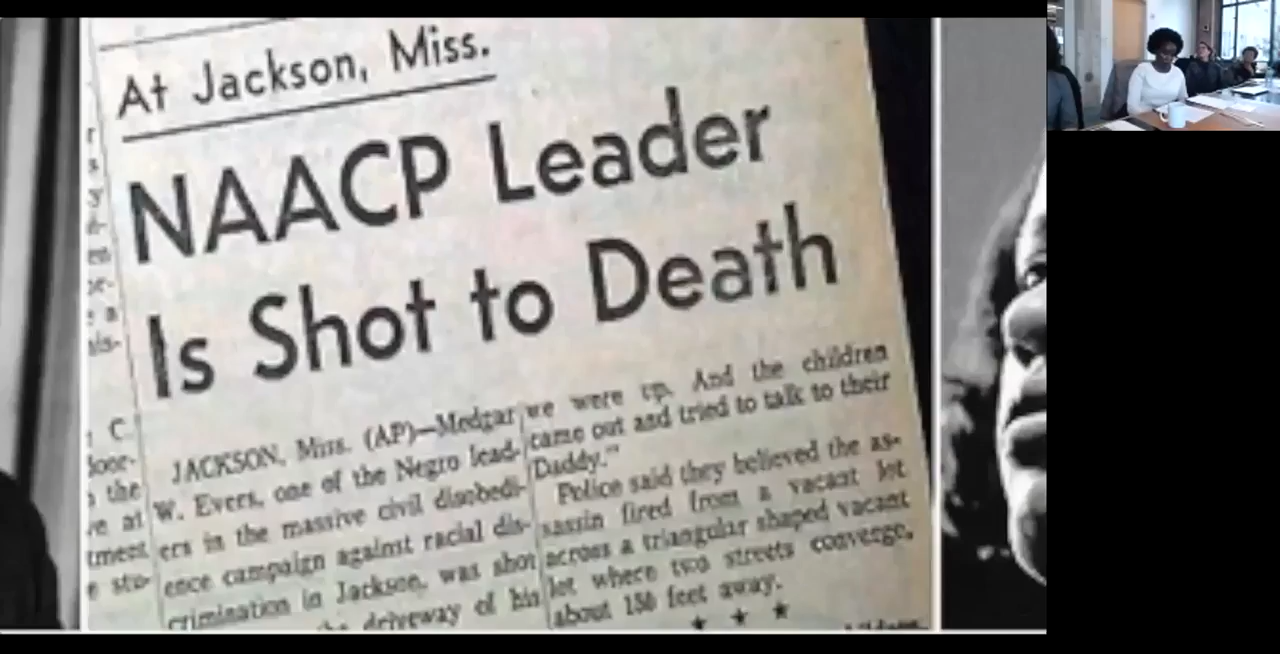 At Jackson, Miss.
NAACP Leader
Is Shot to Death
JACKSON, Miss. (AP)—Medgar
W. Evers, one of the Negro lead-
ers in the massive civil disobedi-
ence campaign against racial dis-
crimination in Jackson, was shot
driveway of his
we were up. And the children
came out and tried to talk to their
Daddy."
Police said they believed the as-
sassin fired from a vacant lot
across a triangular shaped vacant
lot where two streets converge,
about 150 feet away.